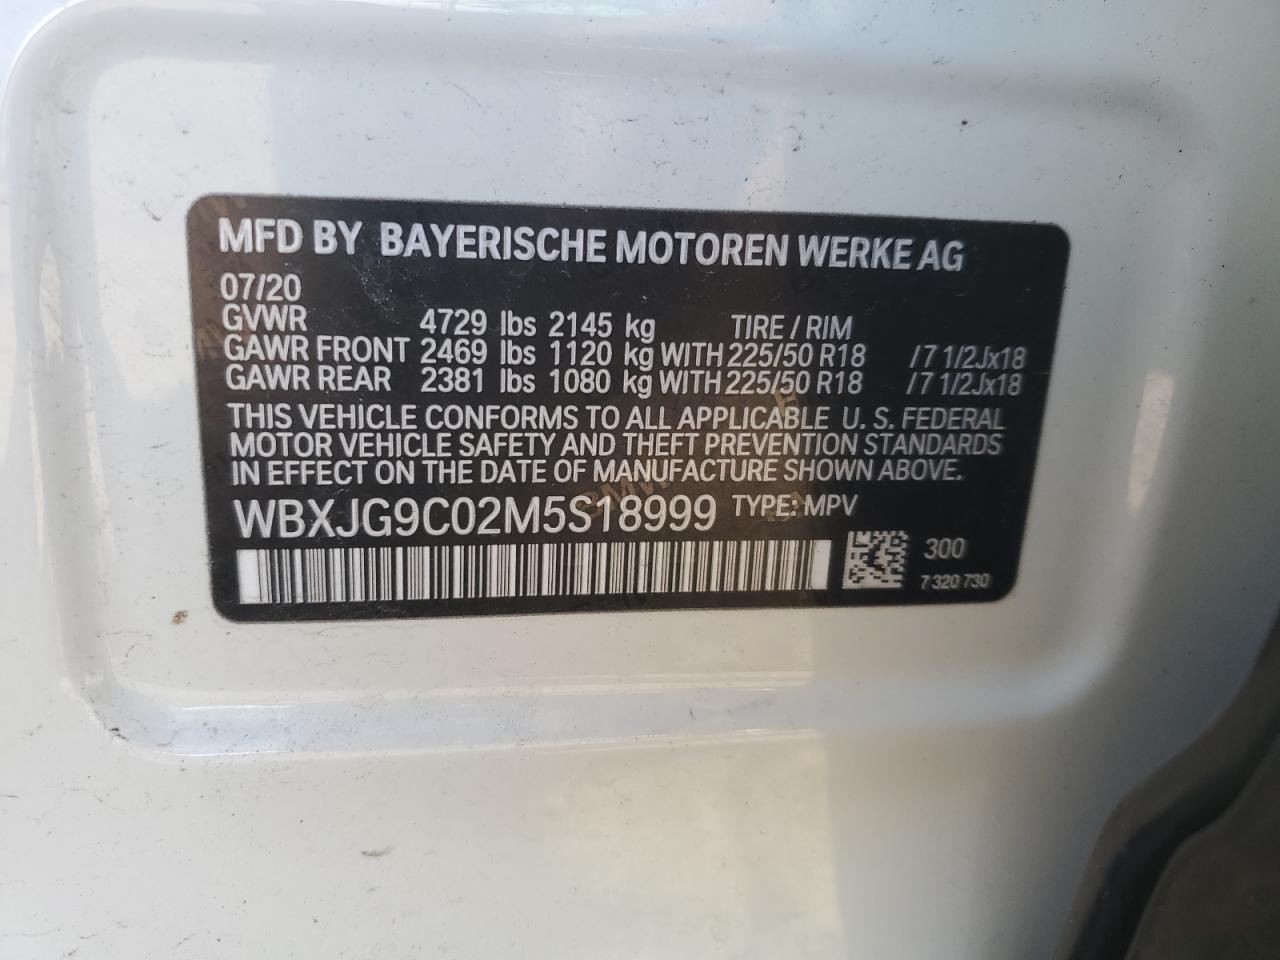 MFD BY BAYERISCHE MOTOREN WERKE AG
07/20
GVWR 4729 lbs 2145 kg TIRE / RIM
GAWR FRONT 2469 lbs 1120 kg WITH 225/50 R18 /7 1/2Jx18
GAWR REAR 2381 lbs 1080 kg WITH 225/50 R18 /7 1/2Jx18
THIS VEHICLE CONFORMS TO ALL APPLICABLE U. S. FEDERAL
MOTOR VEHICLE SAFETY AND THEFT PREVENTION STANDARDS
IN EFFECT ON THE DATE OF MANUFACTURE SHOWN ABOVE.
WBXJG9C02M5S18999 TYPE: MPV
300
7 320 730